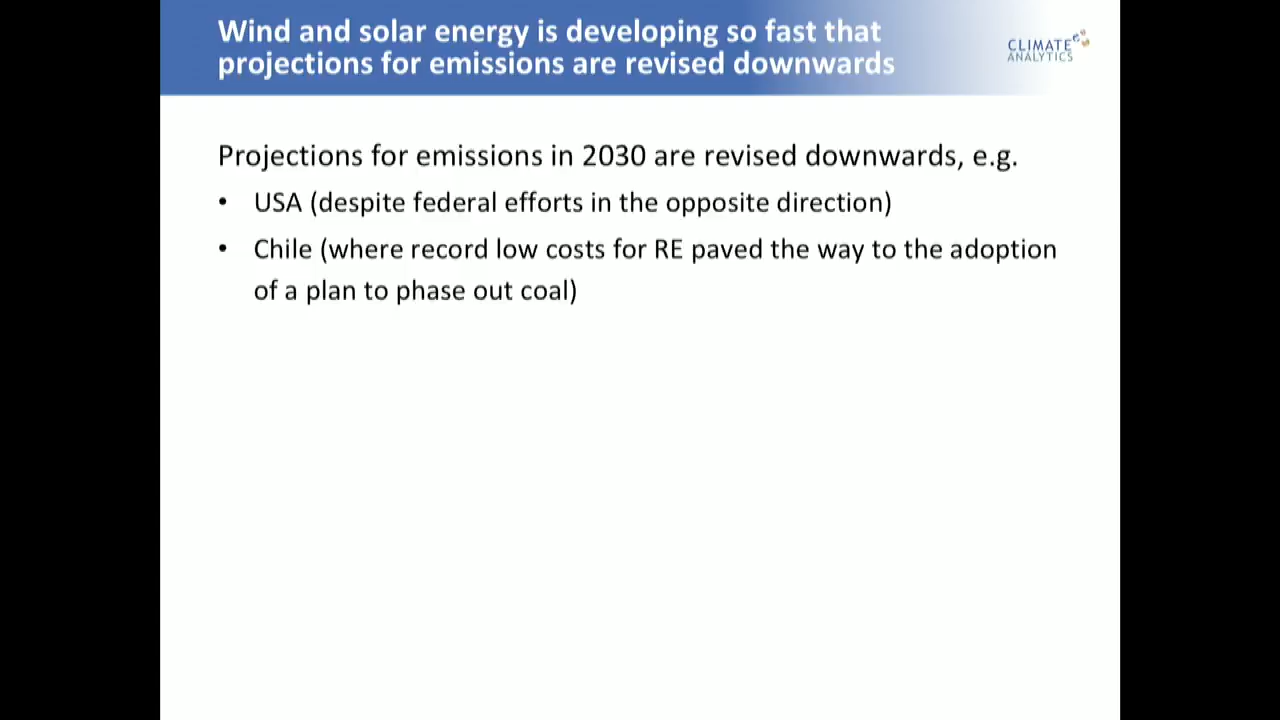 Wind and solar energy is developing so fast that
projections for emissions are revised downwards
CLIMATE
ANALYTICS
Projections for emissions in 2030 are revised downwards, e.g.
• USA (despite federal efforts in the opposite direction)
• Chile (where record low costs for RE paved the way to the adoption
of a plan to phase out coal)